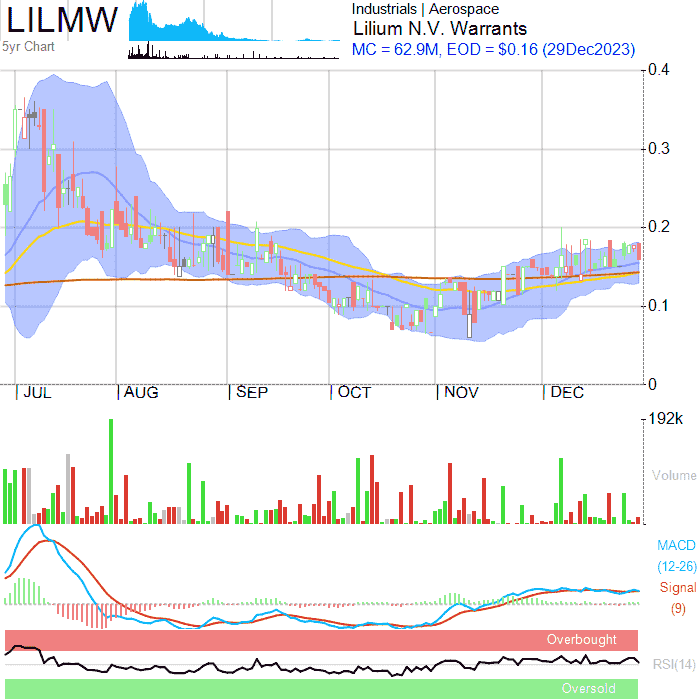 LILMW
5yr Chart
Industrials | Aerospace
Lilium N.V. Warrants
MC = 62.9M, EOD = $0.16 (29Dec2023)
0.4
0.3
0.2
0.1
0
JUL AUG SEP OCT NOV DEC
192k
Volume
MACD
(12-26)
Signal
(9)
Overbought
RSI(14)
Oversold